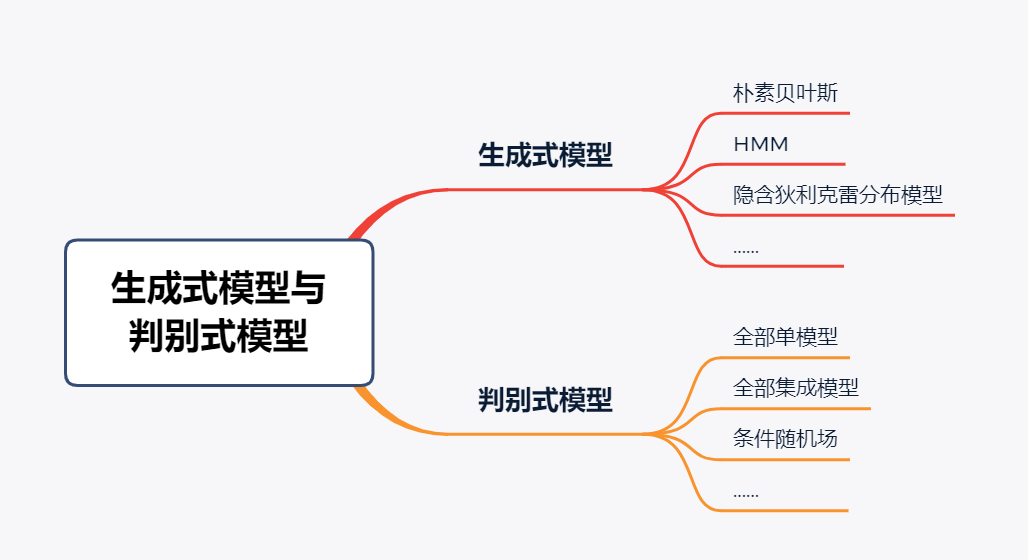 生成式模型与
判别式模型
生成式模型
朴素贝叶斯
HMM
隐含狄利克雷分布模型
......
判别式模型
全部单模型
全部集成模型
条件随机场
......